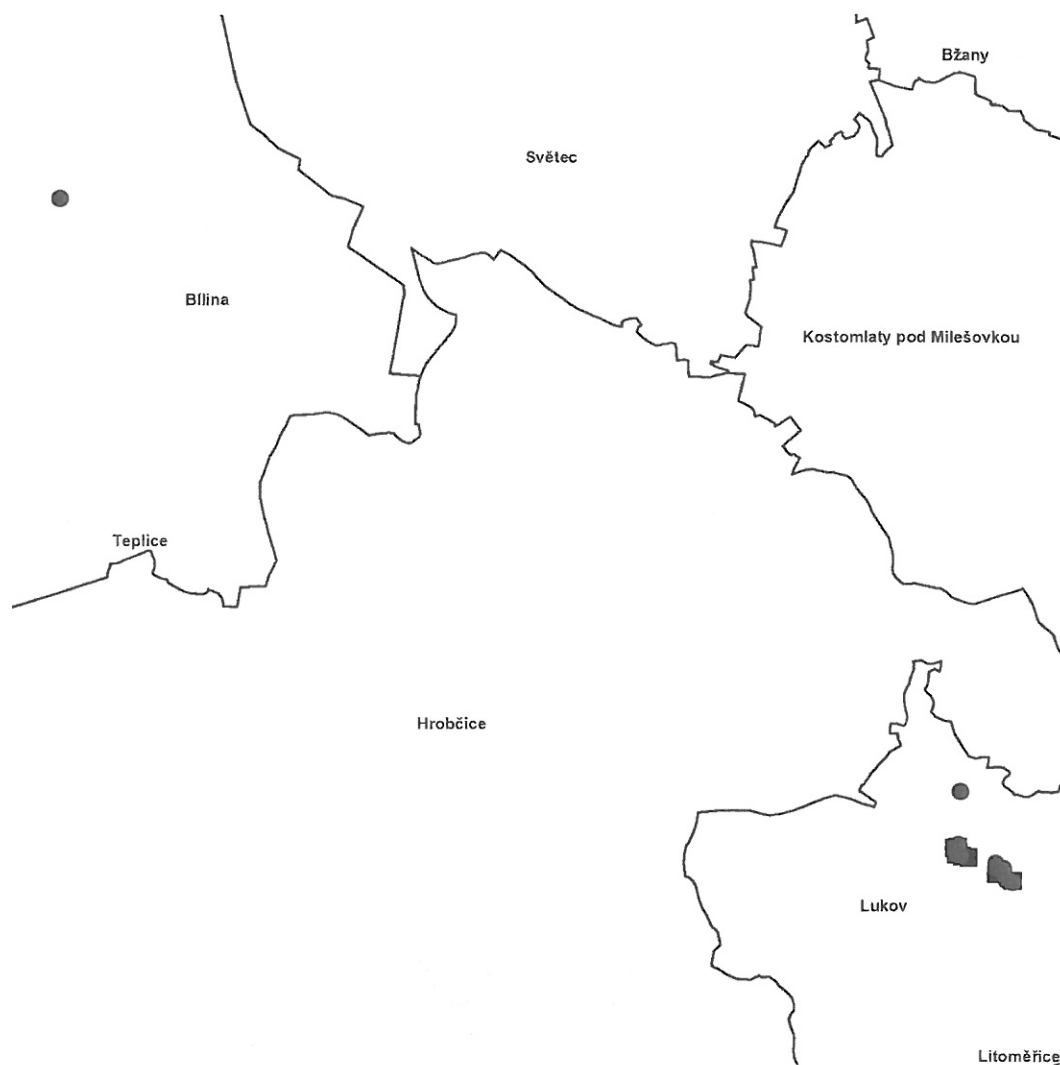 Bžany
Světec
Bílina
Kostomlaty pod Milešovkou
Teplice
Hrobčice
Lukov
Litoměřice